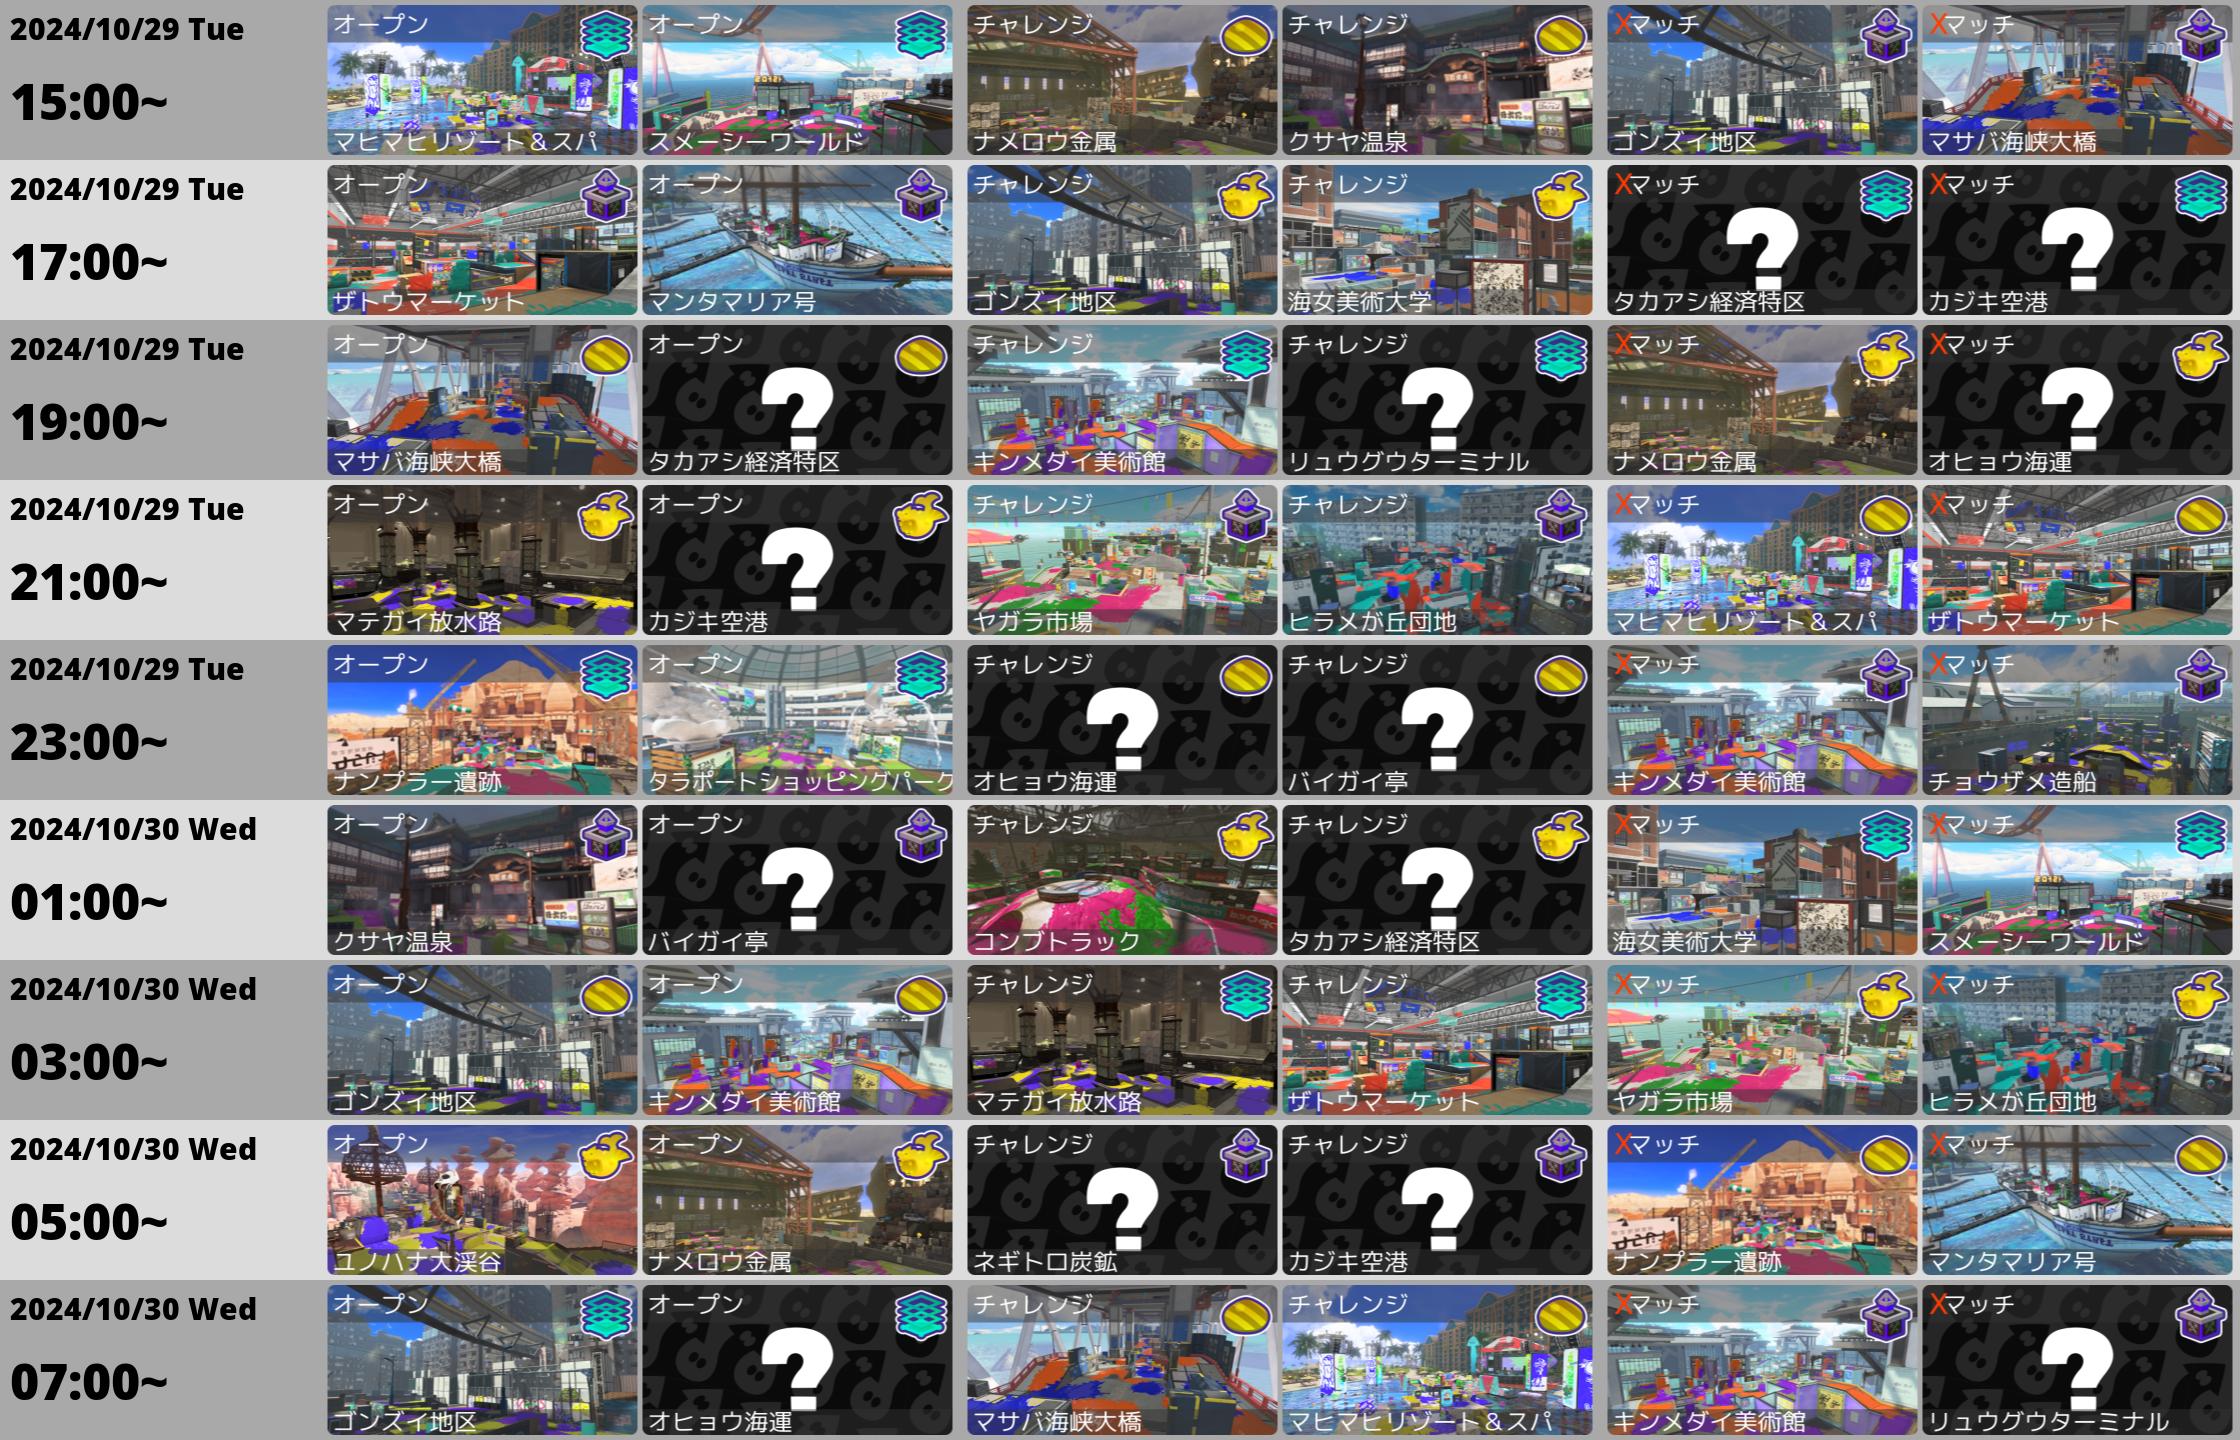 2024/10/29 Tue
15:00~
オープン
マヒマヒリゾート＆スパ
オープン
スメーシーワールド
チャレンジ
ナメロウ金属
チャレンジ
クサヤ温泉
Xマッチ
ゴンズイ地区
Xマッチ
マサバ海峡大橋
2024/10/29 Tue
17:00~
オープン
ザトウマーケット
オープン
マンタマリア号
チャレンジ
ゴンズイ地区
チャレンジ
海女美術大学
Xマッチ
?
タカアシ経済特区
Xマッチ
?
カジキ空港
2024/10/29 Tue
19:00~
オープン
マサバ海峡大橋
オープン
?
タカアシ経済特区
チャレンジ
キンメダイ美術館
チャレンジ
?
リュウグウターミナル
Xマッチ
ナメロウ金属
Xマッチ
?
オヒョウ海運
2024/10/29 Tue
21:00~
オープン
マテガイ放水路
オープン
?
カジキ空港
チャレンジ
ヤガラ市場
チャレンジ
ヒラメが丘団地
Xマッチ
マヒマヒリゾート＆スパ
Xマッチ
ザトウマーケット
2024/10/29 Tue
23:00~
オープン
ナンプラー遺跡
オープン
タラポートショッピングパーク
チャレンジ
?
オヒョウ海運
チャレンジ
?
バイガイ亭
Xマッチ
キンメダイ美術館
Xマッチ
チョウザメ造船
2024/10/30 Wed
01:00~
オープン
クサヤ温泉
オープン
?
バイガイ亭
チャレンジ
コンブトラック
チャレンジ
?
タカアシ経済特区
Xマッチ
海女美術大学
Xマッチ
スメーシーワールド
2024/10/30 Wed
03:00~
オープン
ゴンズイ地区
オープン
キンメダイ美術館
チャレンジ
マテガイ放水路
チャレンジ
ザトウマーケット
Xマッチ
ヤガラ市場
Xマッチ
ヒラメが丘団地
2024/10/30 Wed
05:00~
オープン
ユノハナ大渓谷
オープン
ナメロウ金属
チャレンジ
?
ネギトロ炭鉱
チャレンジ
?
カジキ空港
Xマッチ
ナンプラー遺跡
Xマッチ
マンタマリア号
2024/10/30 Wed
07:00~
オープン
ゴンズイ地区
オープン
?
オヒョウ海運
チャレンジ
マサバ海峡大橋
チャレンジ
マヒマヒリゾート＆スパ
Xマッチ
キンメダイ美術館
Xマッチ
?
リュウグウターミナル